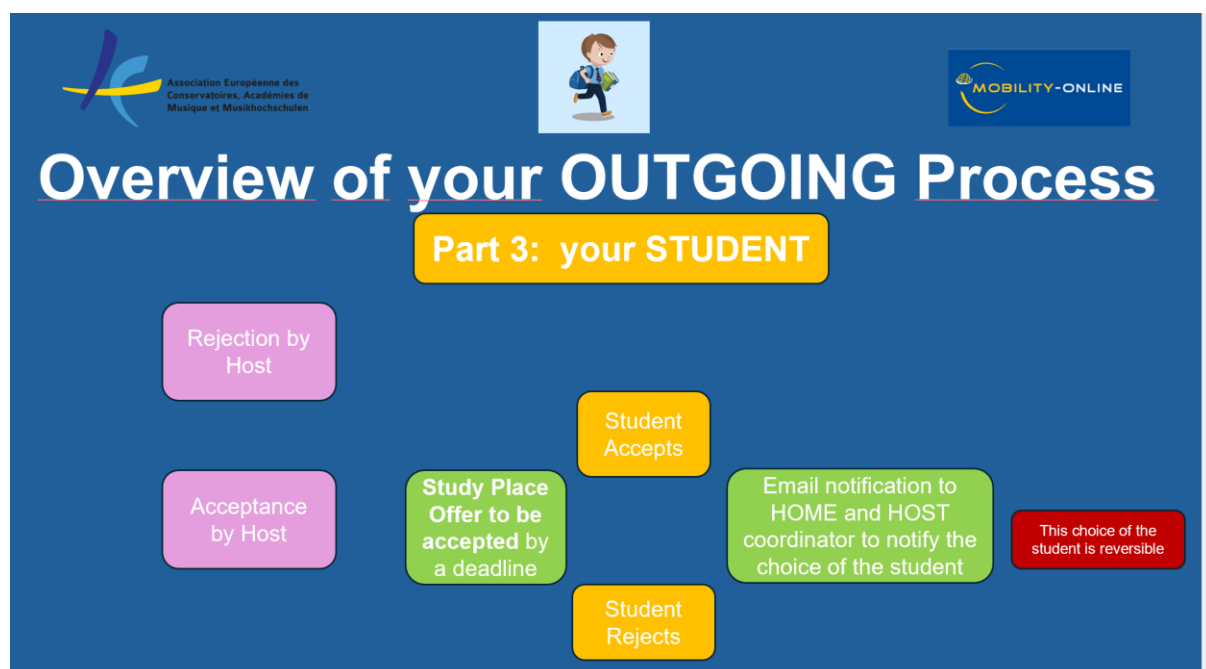 Association Européenne des
Conservatoires, Académies de
Musique et Musikhochschulen
MOBILITY-ONLINE
Overview of your OUTGOING Process
Part 3: your STUDENT
Rejection by
Host
Student
Accepts
Acceptance
by Host
Study Place
Offer to be
accepted by
a deadline
Email notification to
HOME and HOST
coordinator to notify the
choice of the student
This choice of the
student is reversible
Student
Rejects